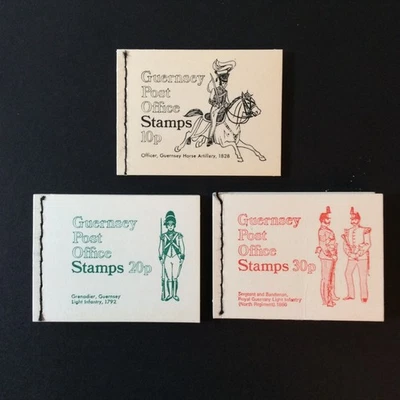 Guernsey
Post
Office
Stamps
10p
Officer, Guernsey Horse Artillery, 1828
Guernsey
Post
Office
Stamps 20p
Grenadier, Guernsey
Light Infantry, 1792
Guernsey
Post
Office
Stamps 30p
Sergeant and Bandsman,
Royal Guernsey Light Infantry
(North Regiment) 1866